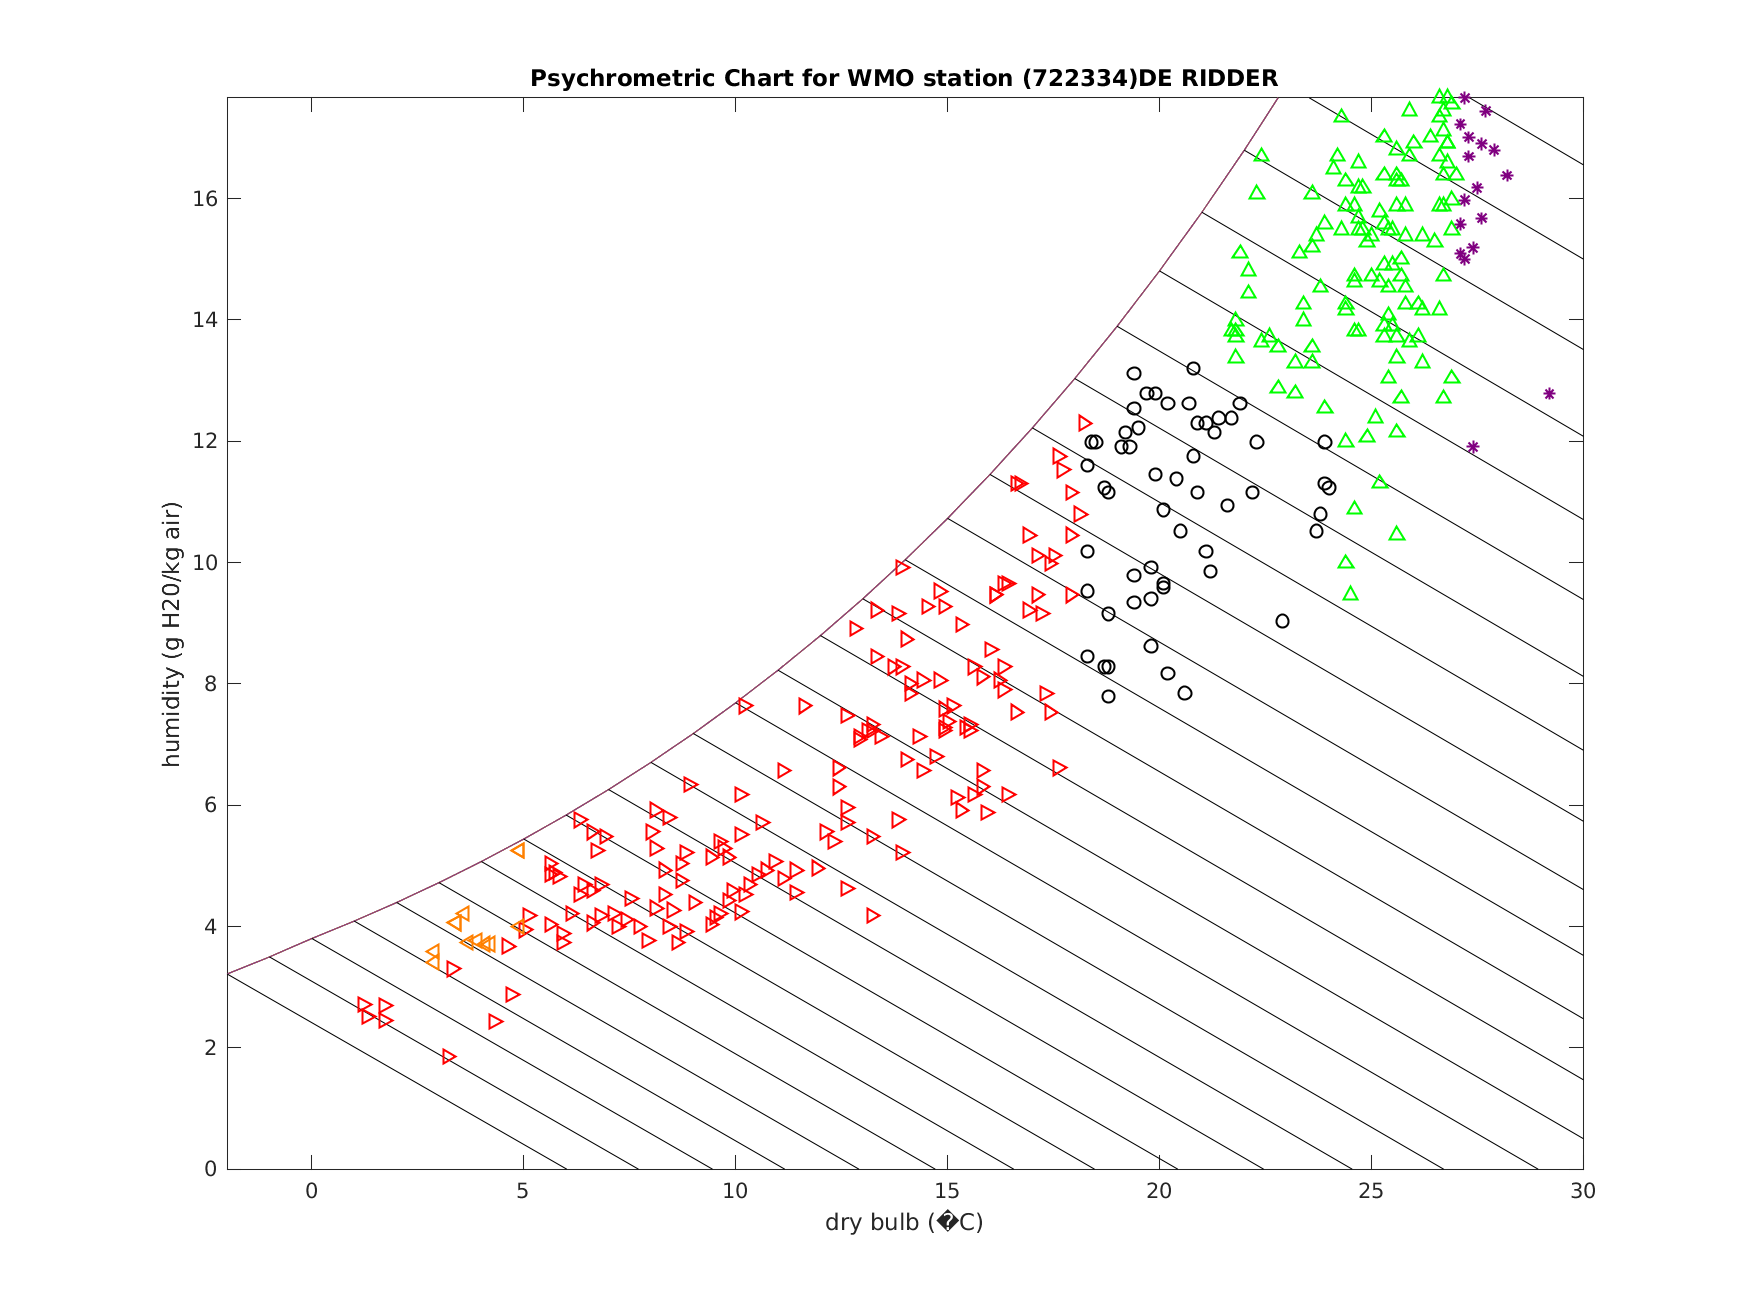 Psychrometric Chart for WMO station (722334)DE RIDDER
humidity (g H20/kg air)
16
14
12
10
8
6
4
2
0
0 5 10 15 20 25 30
dry bulb (�C)